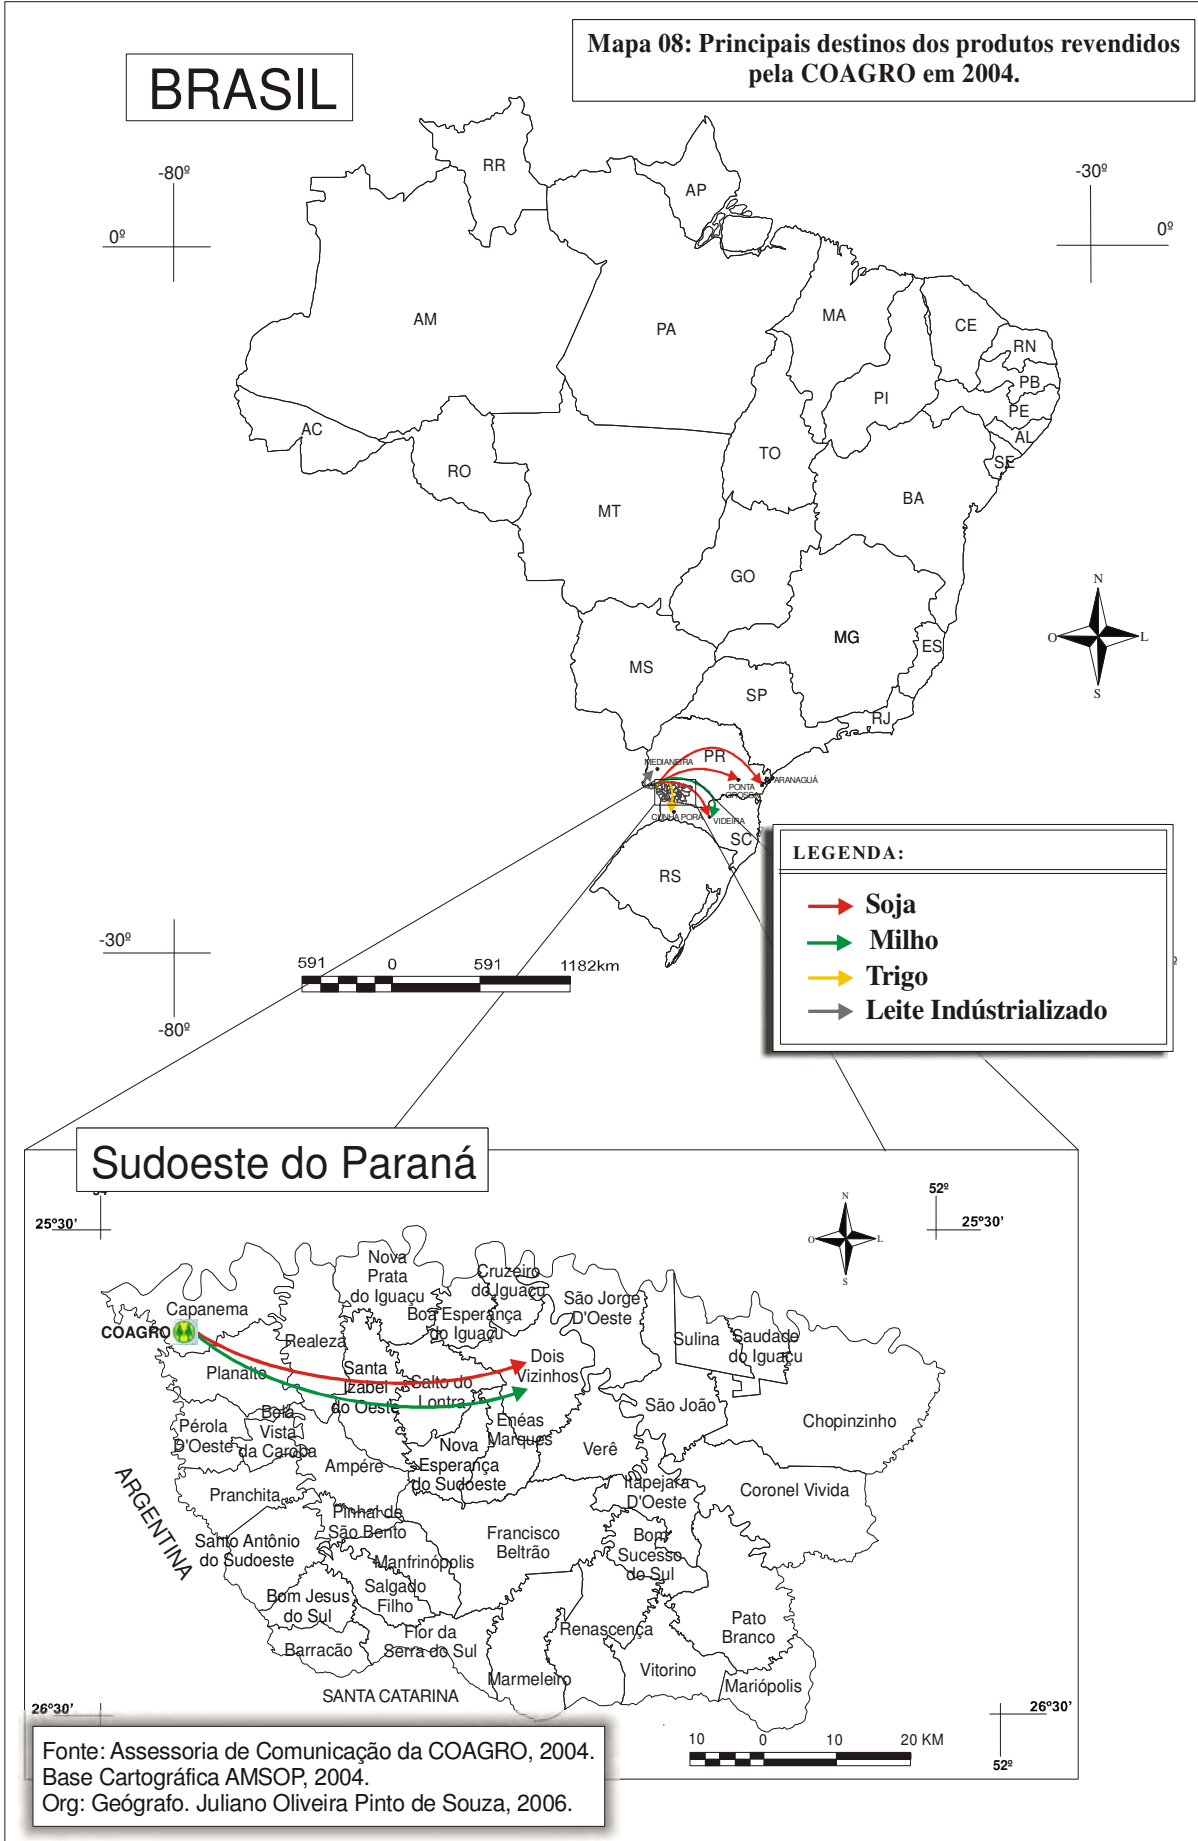 Mapa 08: Principais destinos dos produtos revendidos
pela COAGRO em 2004.
BRASIL
-80º
0º
-30º
0º
RR
AP
AM
PA
MA
CE
RN
PB
PE
AL
SE
PI
AC
RO
TO
BA
MT
GO
MG
ES
MS
SP
RJ
PR
MEDIANEIRA
PONTA
GROSSA
PARANAGUÁ
CUNHA PORÃ
VIDEIRA
SC
RS
N
O
L
S
LEGENDA:
Soja
Milho
Trigo
Leite Indústrializado
-30º
-80º
591 0 591 1182km
Sudoeste do Paraná
25º30'
52º
25º30'
N
O
L
S
Nova
Prata
do Iguaçu
Cruzeiro
do Iguaçu
Boa Esperança
do Iguaçu
São Jorge
D'Oeste
Capanema
COAGRO
Realeza
Sulina
Saudade
do Iguaçu
Planalto
Santa
Izabel
do Oeste
Salto do
Lontra
Dois
Vizinhos
São João
Chopinzinho
Pérola
D'Oeste
Bela
Vista
da Caroba
Enéas
Marques
Nova
Esperança
do Sudoeste
Verê
Ampére
Pranchita
Itapejara
D'Oeste
Coronel Vivida
ARGENTINA
Pinhal de
São Bento
Santo Antônio
do Sudoeste
Francisco
Beltrão
Bom
Sucesso
do Sul
Manfrinópolis
Salgado
Filho
Bom Jesus
do Sul
Pato
Branco
Renascença
Flor da
Serra do Sul
Barracão
Marmeleiro
Vitorino
Mariópolis
SANTA CATARINA
26º30'
26º30'
52º
10 0 10 20 KM
Fonte: Assessoria de Comunicação da COAGRO, 2004.
Base Cartográfica AMSOP, 2004.
Org: Geógrafo. Juliano Oliveira Pinto de Souza, 2006.